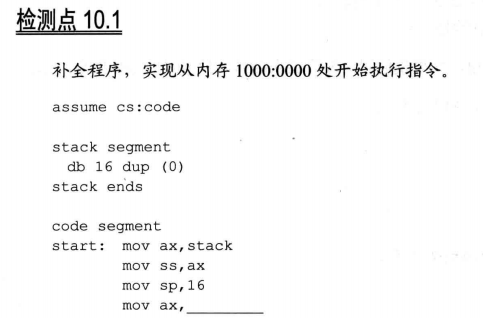 检测点 10.1
补全程序，实现从内存 1000:0000 处开始执行指令。
assume cs:code
stack segment
db 16 dup (0)
stack ends
code segment
start: mov ax,stack
mov ss,ax
mov sp,16
mov ax,________